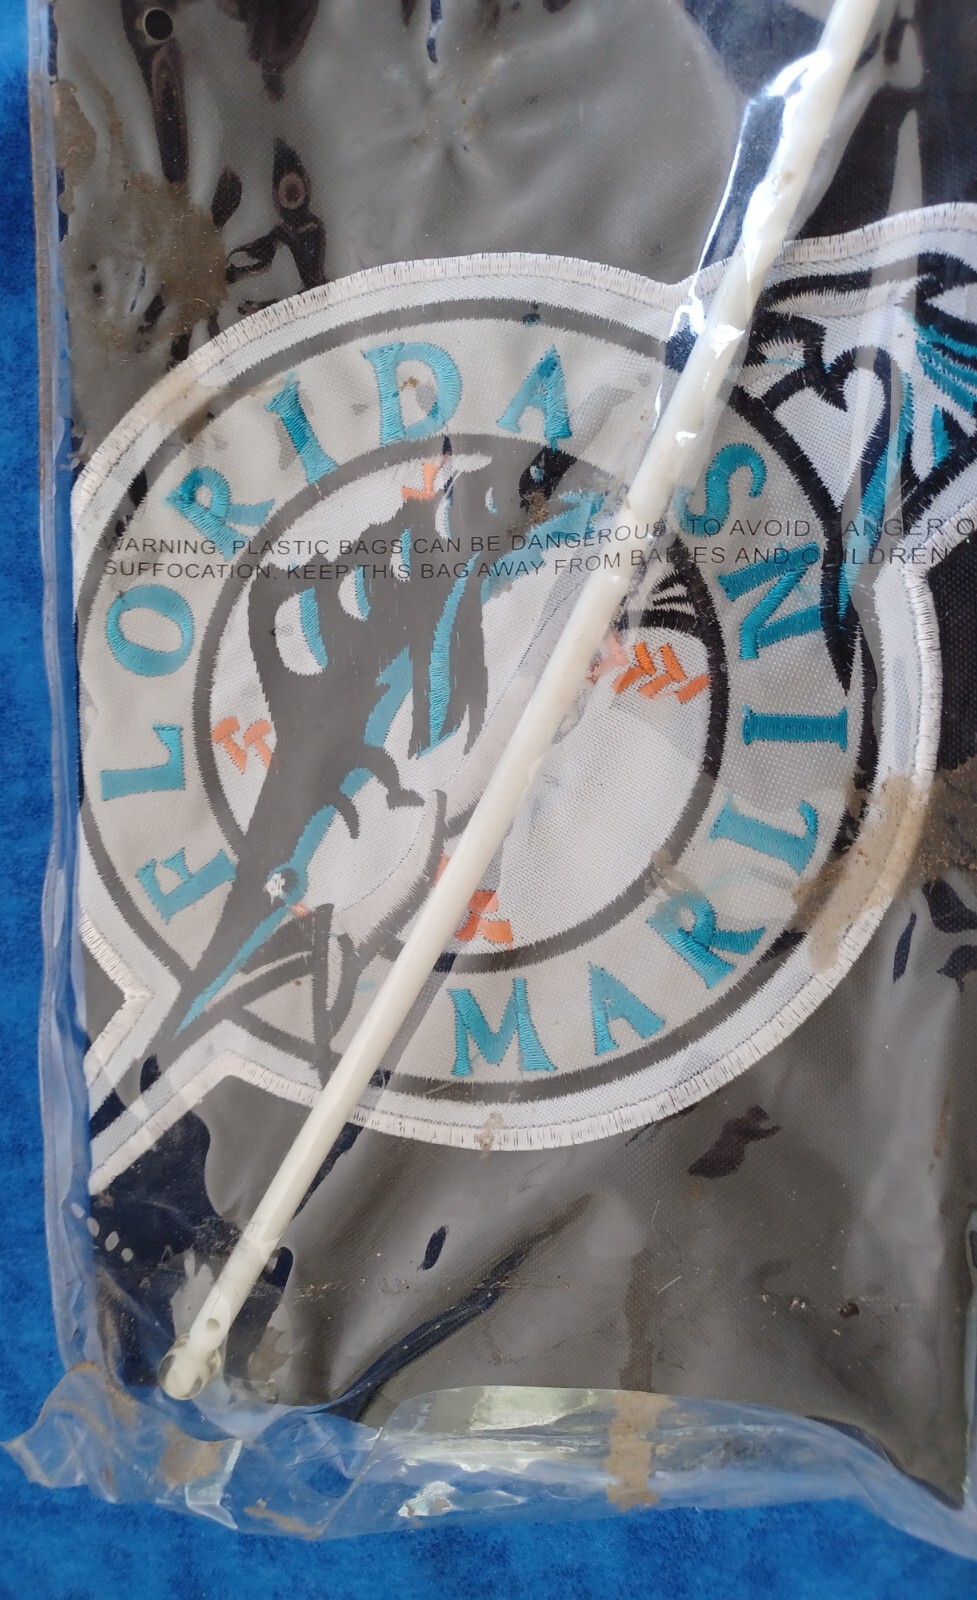 FLORIDA MARLINS
WARNING: PLASTIC BAGS CAN BE DANGEROUS. TO AVOID DANGER O
SUFFOCATION. KEEP THIS BAG AWAY FROM BABIES AND CHILDREN